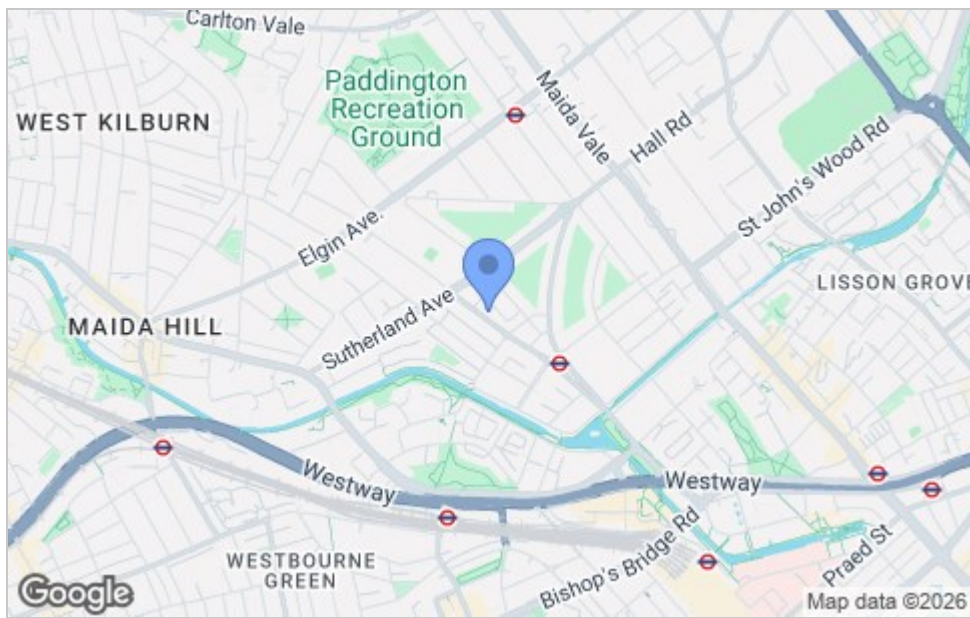 Carlton Vale
Paddington
Recreation
Ground
WEST KILBURN
Maida Vale
Hall Rd
St John's Wood Rd
Elgin Ave.
LISSON GROVE
MAIDA HILL
Sutherland Ave
Westway
Westway
WESTBOURNE
GREEN
Bishop's Bridge Rd
Praed St
Google
Map data ©2026